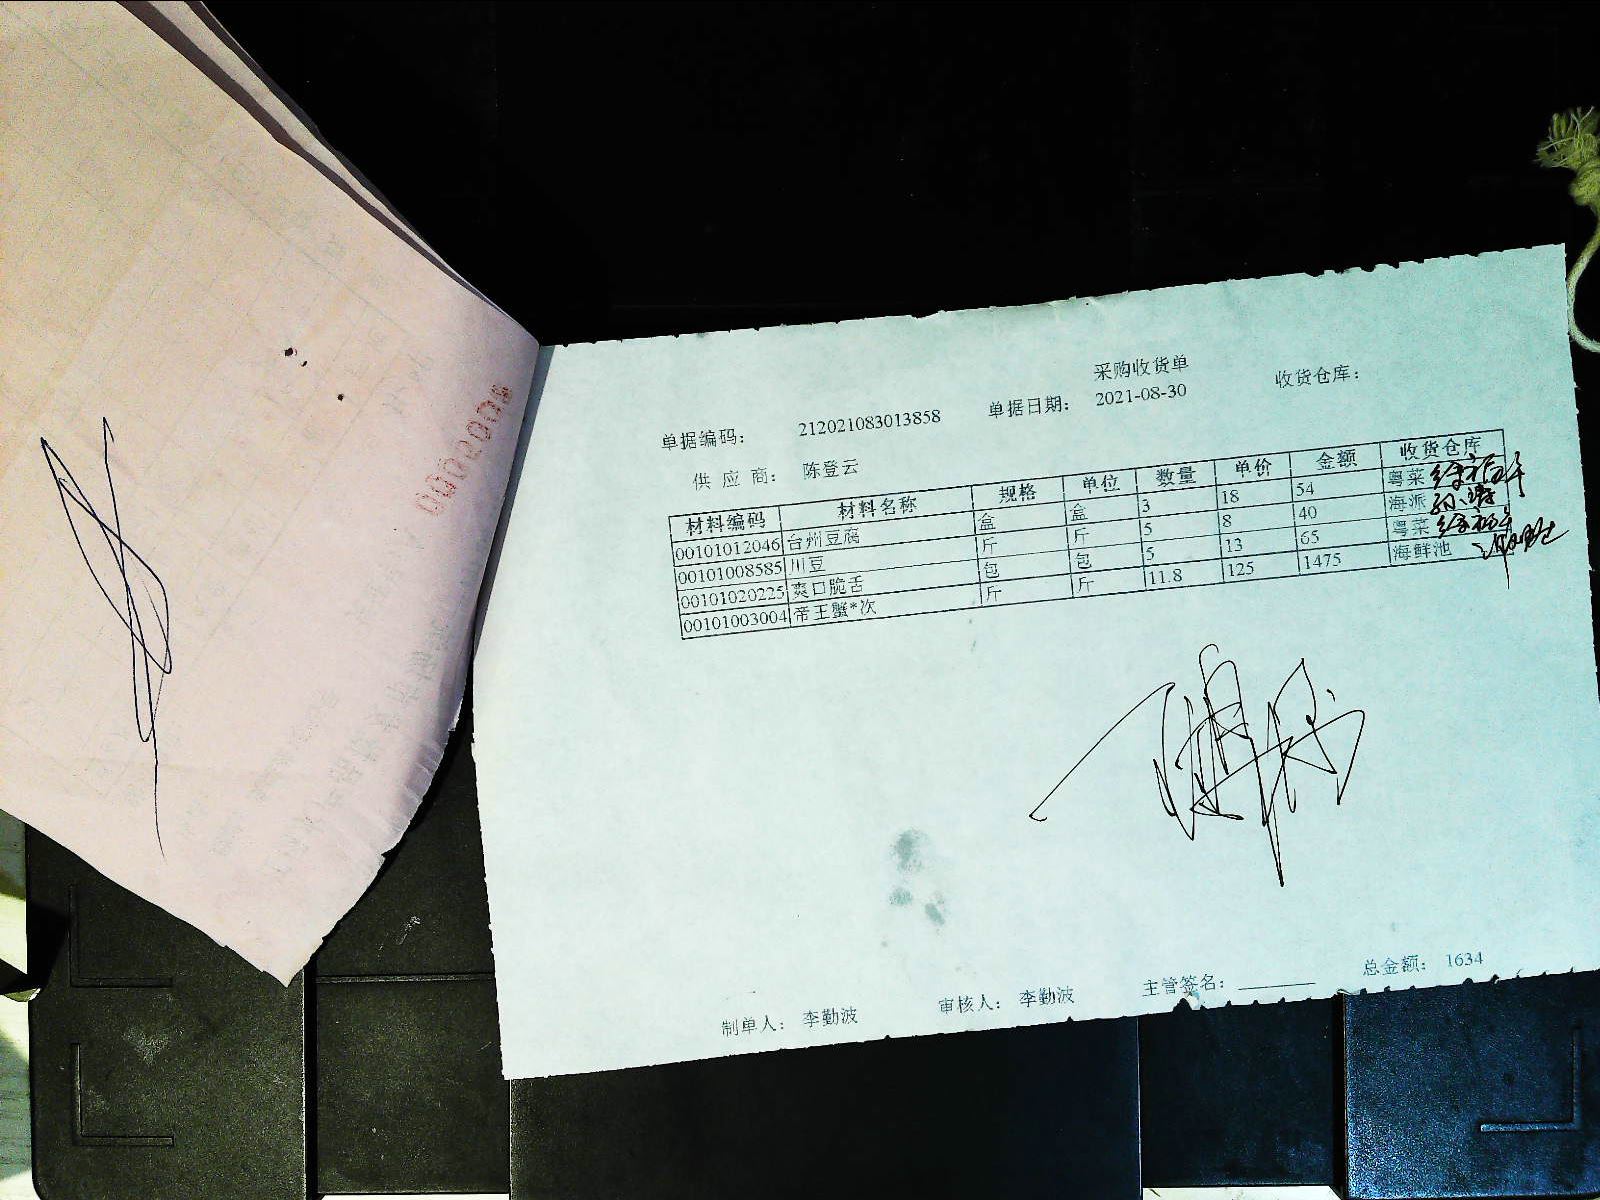 采购收货单
单据编码： 212021083013858 单据日期： 2021-08-30 收货仓库：
供 应 商： 陈登云
材料编码 材料名称 规格 单位 数量 单价 金额 收货仓库
00101012046 台州豆腐 盒 盒 3 18 54 粤菜
00101008585 川豆 斤 斤 5 8 40 海派
00101020225 爽口脆舌 包 包 5 13 65 粤菜
00101003004 帝王蟹*次 斤 斤 11.8 125 1475 海鲜池
总金额： 1634
制单人： 李勤波 审核人： 李勤波 主管签名：